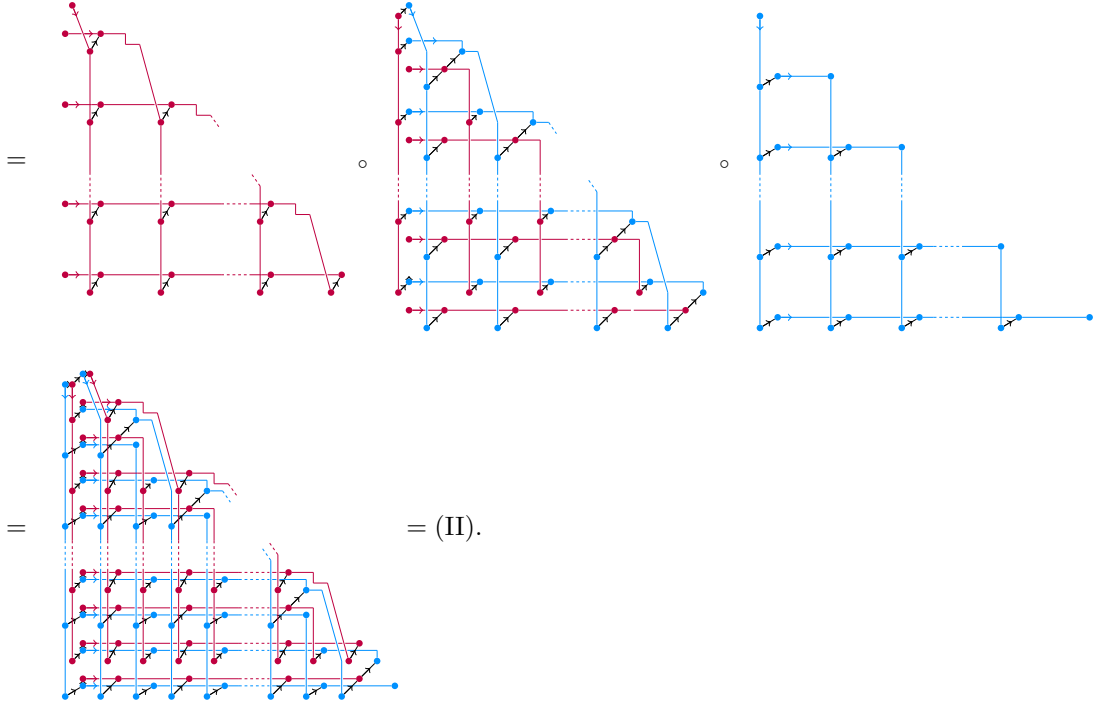 = ∘ ∘
= = (II).